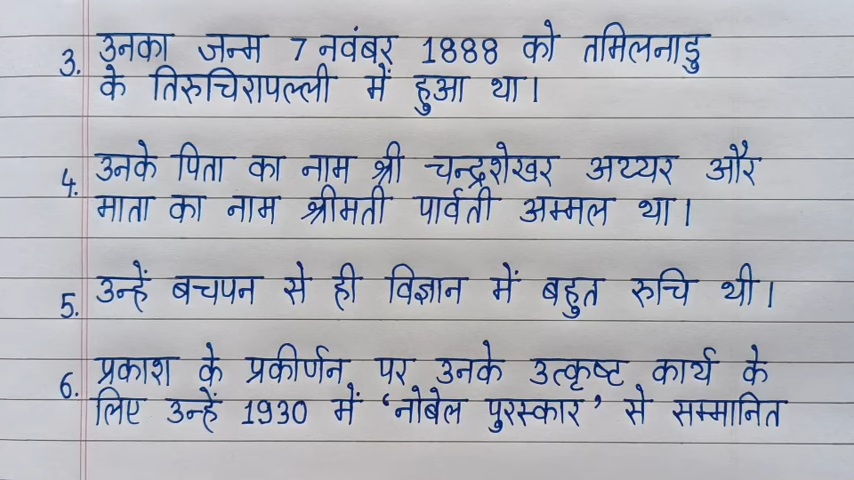 3. उनका जन्म 7 नवंबर 1888 को तमिलनाडु
के तिरुचिरापल्ली में हुआ था।
4. उनके पिता का नाम श्री चन्द्रशेखर अय्यर और
माता का नाम श्रीमती पार्वती अम्मल था।
5. उन्हें बचपन से ही विज्ञान में बहुत रुचि थी।
6. प्रकाश के प्रकीर्णन पर उनके उत्कृष्ट कार्य के
लिए उन्हें 1930 में ‘नोबेल पुरस्कार’ से सम्मानित